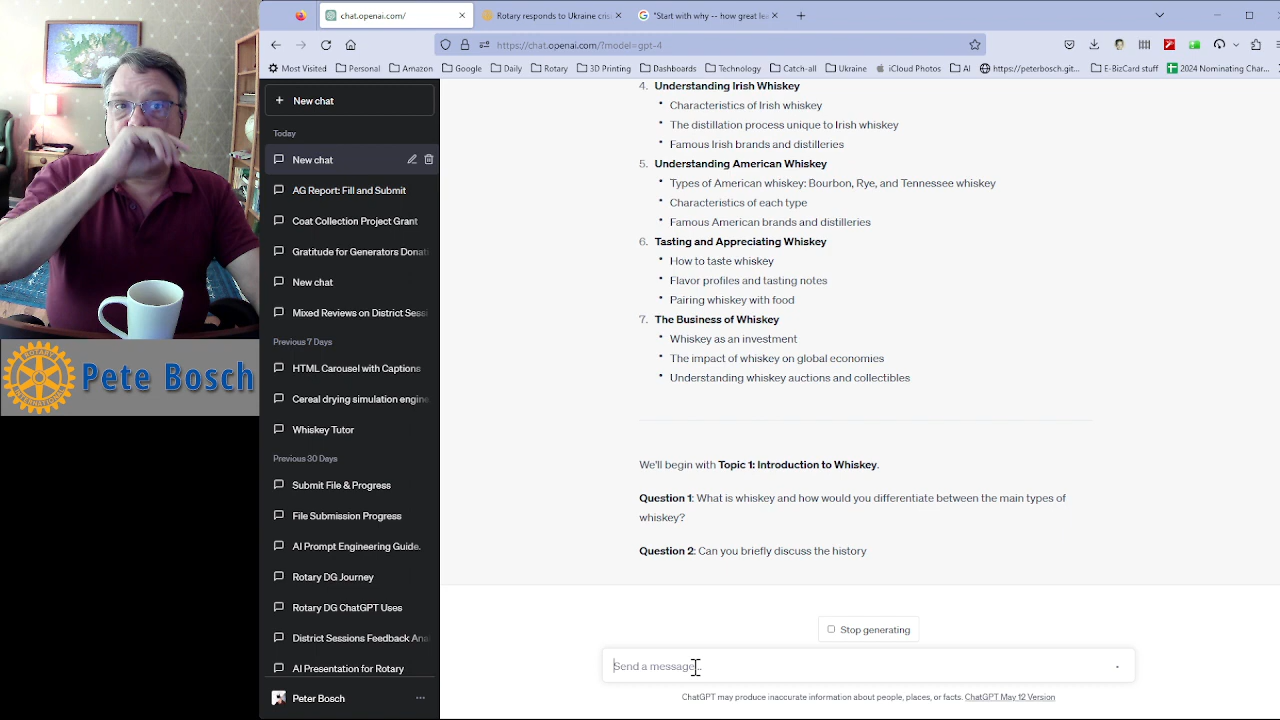 chat.openai.com/
Rotary responds to Ukraine cris
"Start with why -- how great"
https://chat.openai.com/?model=gpt-4
Most Visited
Personal
Amazon
Google
Daily
Rotary
3D Printing
Dashboards
Technology
Catch all
Ukraine
iCloud Photos
AI
https://peterbosch.git...
Card stuff
2024 Nominating Char...
New chat
Today
New chat
AG Report: Fill and Submit
Coat Collection Project Grant
Gratitude for Generators Donati
New chat
Mixed Reviews on District Sessi
Previous 7 Days
HTML Carousel with Captions
Cereal drying simulation engine
Whiskey Tutor
Previous 30 Days
Submit File & Progress
File Submission Progress
AI Prompt Engineering Guide.
Rotary DG Journey
Rotary DG ChatGPT Uses
District Sessions Feedback Ana
AI Presentation for Rotary
Peter Bosch
ROTARY
INTERNATIONAL
Pete Bosch
4. Understanding Irish Whiskey
• Characteristics of Irish whiskey
• The distillation process unique to Irish whiskey
• Famous Irish brands and distilleries
5. Understanding American Whiskey
• Types of American whiskey: Bourbon, Rye, and Tennessee whiskey
• Characteristics of each type
• Famous American brands and distilleries
6. Tasting and Appreciating Whiskey
• How to taste whiskey
• Flavor profiles and tasting notes
• Pairing whiskey with food
7. The Business of Whiskey
• Whiskey as an investment
• The impact of whiskey on global economies
• Understanding whiskey auctions and collectibles
We'll begin with Topic 1: Introduction to Whiskey.
Question 1: What is whiskey and how would you differentiate between the main types of
whiskey?
Question 2: Can you briefly discuss the history
Stop generating
Send a message
ChatGPT may produce inaccurate information about people, places, or facts. ChatGPT May 12 Version